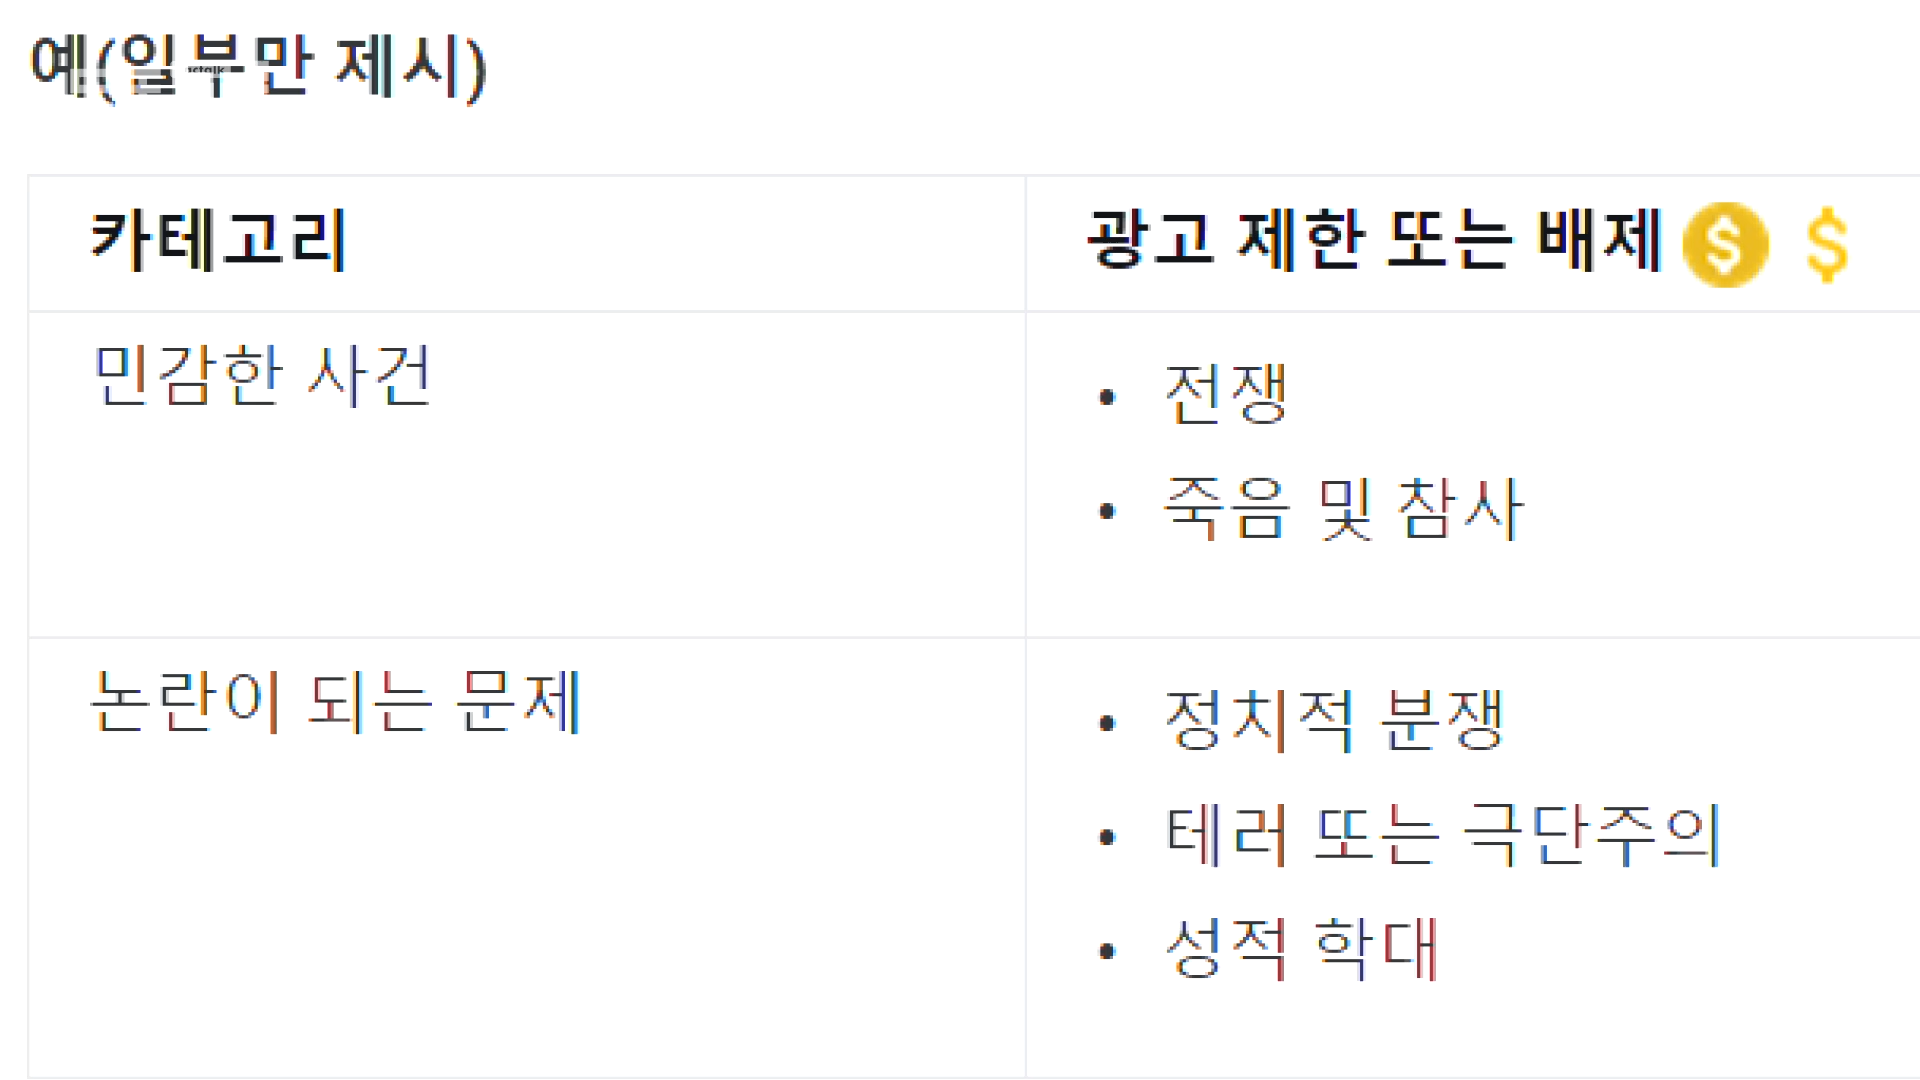 예(일부만 제시)
카테고리
광고 제한 또는 배제
민감한 사건
• 전쟁
• 죽음 및 참사
논란이 되는 문제
• 정치적 분쟁
• 테러 또는 극단주의
• 성적 학대